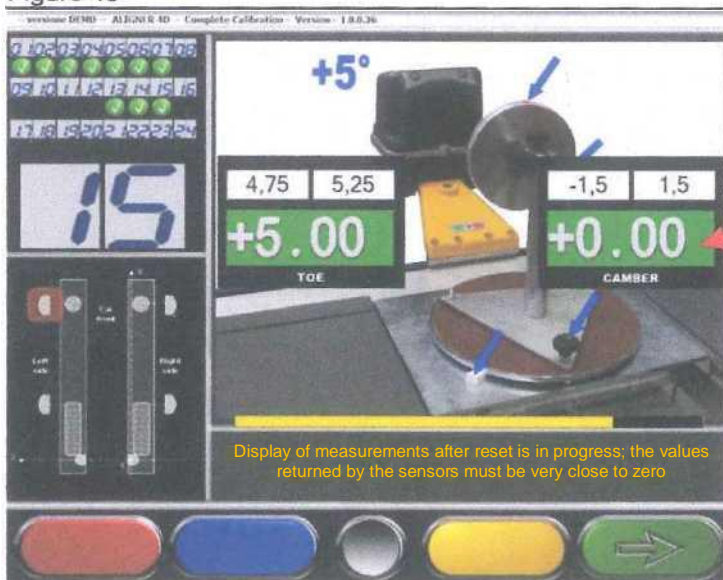 versione DEMO - ALIGNER 4D - Complete Calibration - Version - 1.0.0.36
01 02 03 04 05 06 07 08
09 10 11 12 13 14 15 16
17 18 19 20 21 22 23 24
15
+5°
4,75 5,25
+5.00
TOE
-1,5 1,5
+0.00
CAMBER
Left side
Right side
Display of measurements after reset is in progress; the values
returned by the sensors must be very close to zero